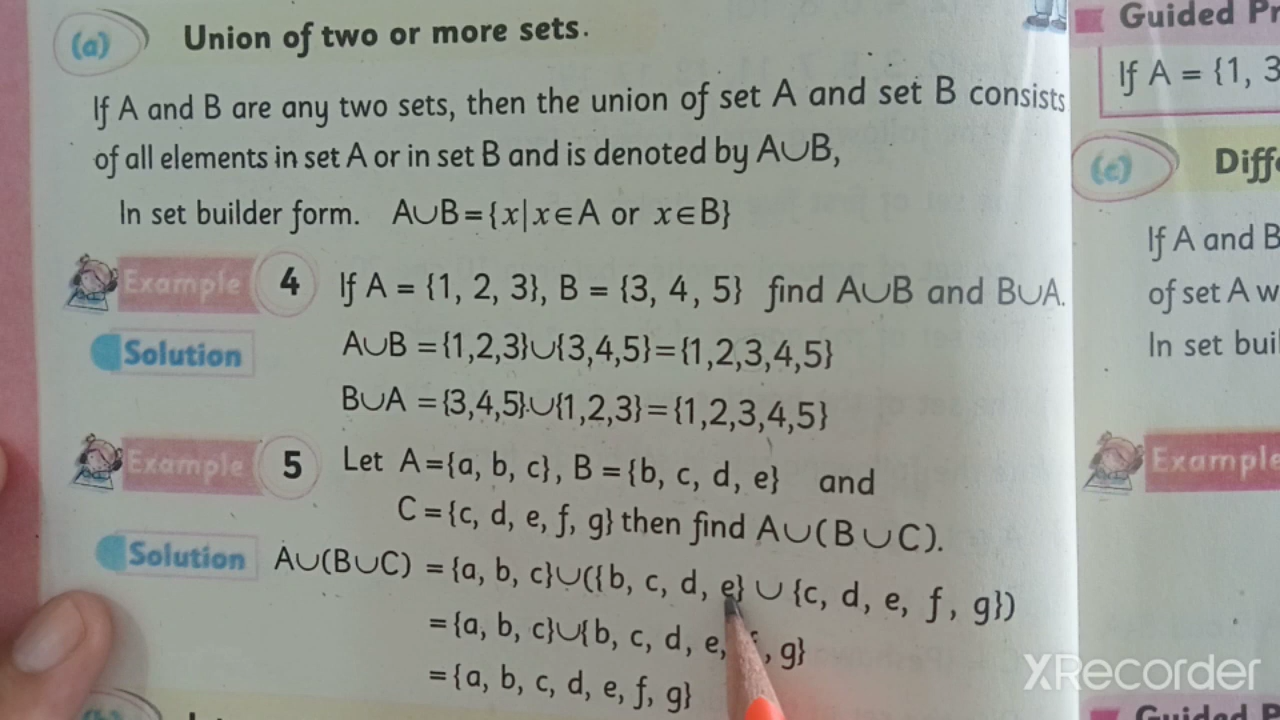 (a) Union of two or more sets.
If A and B are any two sets, then the union of set A and set B consists
of all elements in set A or in set B and is denoted by A∪B,
In set builder form. A∪B={x|x∈A or x∈B}
Example 4 If A = {1, 2, 3}, B = {3, 4, 5} find A∪B and B∪A.
Solution A∪B ={1,2,3}∪{3,4,5}={1,2,3,4,5}
B∪A ={3,4,5}∪{1,2,3}={1,2,3,4,5}
Example 5 Let A={a, b, c}, B={b, c, d, e} and
C={c, d, e, f, g} then find A∪(B∪C).
Solution A∪(B∪C) ={a, b, c}∪({b, c, d, e} ∪ {c, d, e, f, g})
={a, b, c}∪{b, c, d, e, f, g}
={a, b, c, d, e, f, g}
Guided Pr
If A = {1, 3
(c) Diffe
If A and B
of set A w
In set buil
Example
XRecorder
Guided P